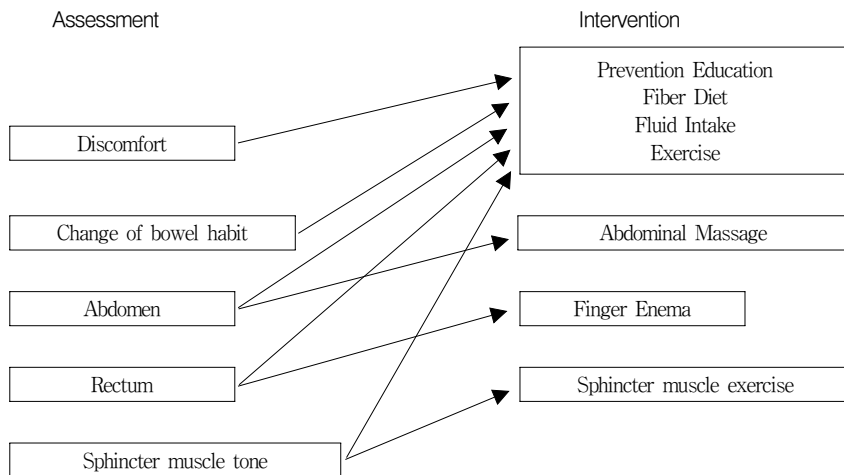 Assessment
Intervention
Prevention Education
Fiber Diet
Fluid Intake
Exercise
Discomfort
Change of bowel habit
Abdominal Massage
Abdomen
Finger Enema
Rectum
Sphincter muscle exercise
Sphincter muscle tone